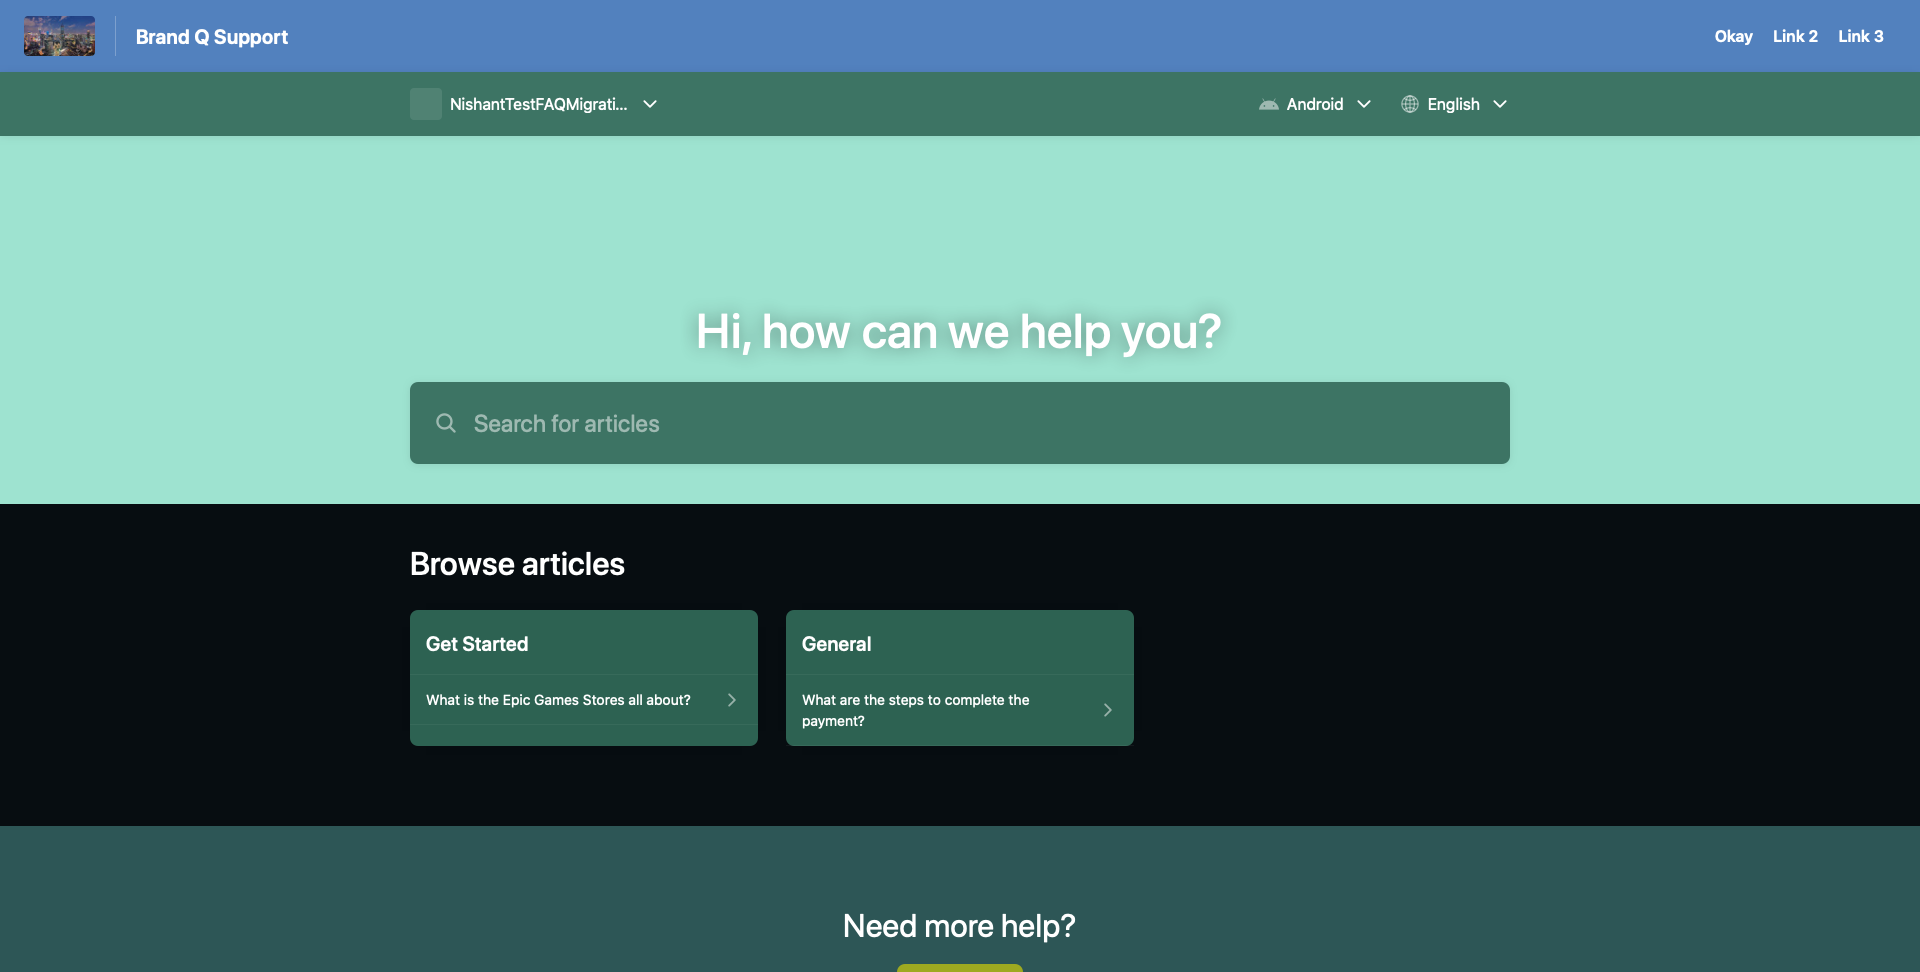 Brand Q Support
Okay
Link 2
Link 3
NishantTestFAQMigrati...
Android
English
Hi, how can we help you?
Search for articles
Browse articles
Get Started
What is the Epic Games Stores all about?
General
What are the steps to complete the
payment?
Need more help?